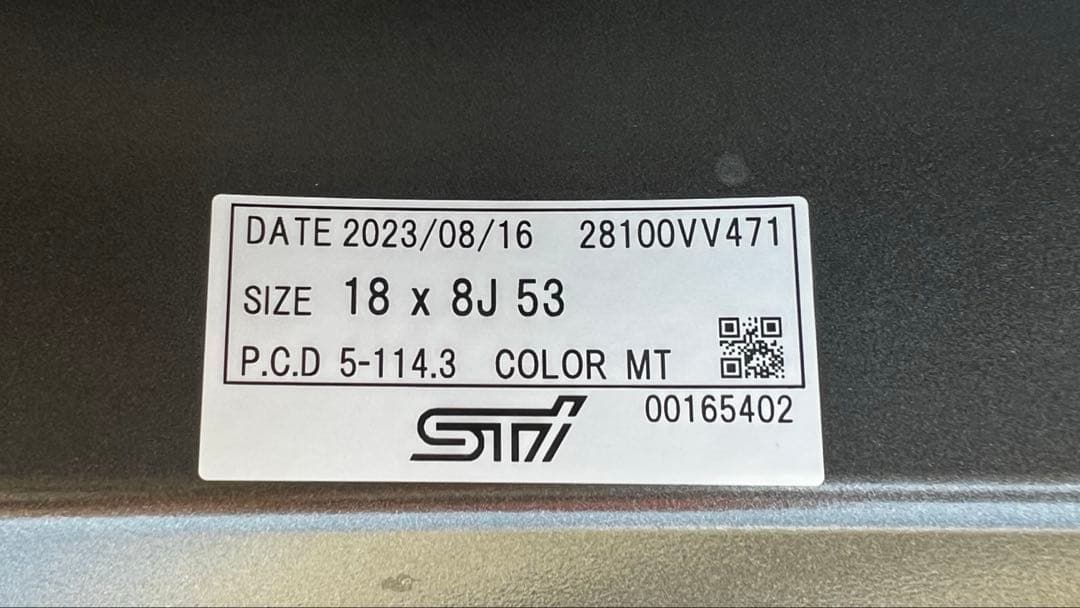 DATE 2023/08/16 28100VV471
SIZE 18 x 8J 53
P.C.D 5-114.3 COLOR MT
00165402
STI